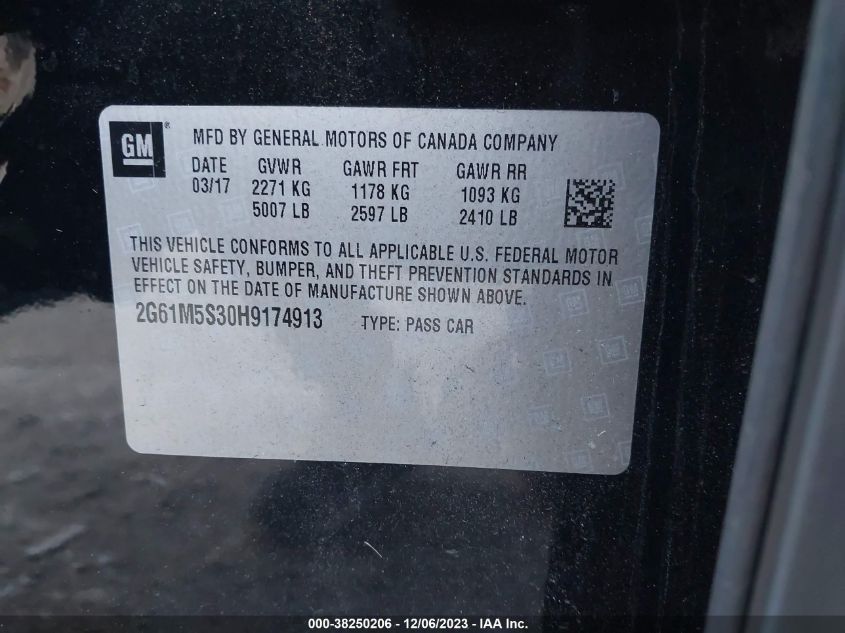 GM ®
MFD BY GENERAL MOTORS OF CANADA COMPANY
DATE GVWR GAWR FRT GAWR RR
03/17 2271 KG 1178 KG 1093 KG
5007 LB 2597 LB 2410 LB
THIS VEHICLE CONFORMS TO ALL APPLICABLE U.S. FEDERAL MOTOR
VEHICLE SAFETY, BUMPER, AND THEFT PREVENTION STANDARDS IN
EFFECT ON THE DATE OF MANUFACTURE SHOWN ABOVE.
2G61M5S30H9174913 TYPE: PASS CAR
000-38250206 - 12/06/2023 - IAA Inc.